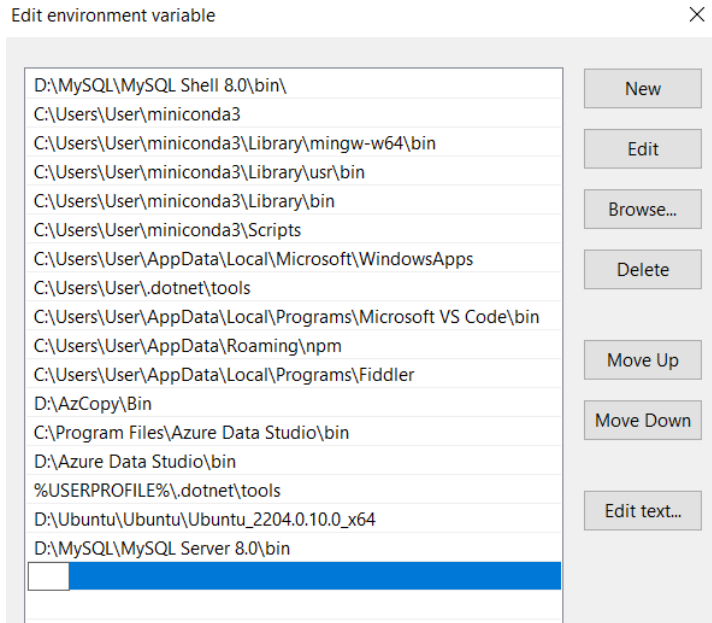 Edit environment variable
D:\MySQL\MySQL Shell 8.0\bin\
C:\Users\User\miniconda3
C:\Users\User\miniconda3\Library\mingw-w64\bin
C:\Users\User\miniconda3\Library\usr\bin
C:\Users\User\miniconda3\Library\bin
C:\Users\User\miniconda3\Scripts
C:\Users\User\AppData\Local\Microsoft\WindowsApps
C:\Users\User\.dotnet\tools
C:\Users\User\AppData\Local\Programs\Microsoft VS Code\bin
C:\Users\User\AppData\Roaming\npm
C:\Users\User\AppData\Local\Programs\Fiddler
D:\AzCopy\Bin
C:\Program Files\Azure Data Studio\bin
D:\Azure Data Studio\bin
%USERPROFILE%\.dotnet\tools
D:\Ubuntu\Ubuntu\Ubuntu_2204.0.10.0_x64
D:\MySQL\MySQL Server 8.0\bin
New
Edit
Browse...
Delete
Move Up
Move Down
Edit text...